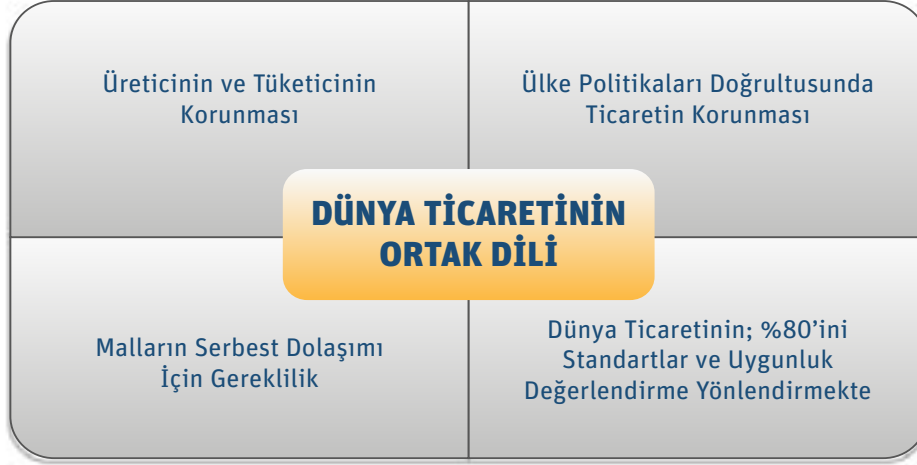 Üreticinin ve Tüketicinin
Korunması
Ülke Politikaları Doğrultusunda
Ticaretin Korunması
DÜNYA TİCARETİNİN
ORTAK DİLİ
Malların Serbest Dolaşımı
İçin Gereklilik
Dünya Ticaretinin; %80’ini
Standartlar ve Uygunluk
Değerlendirme Yönlendirmekte